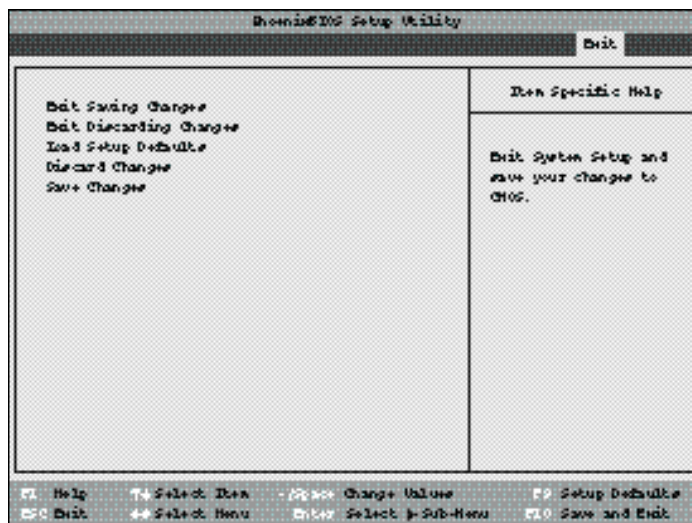 PhoenixBIOS Setup Utility
Exit
Item Specific Help
Exit Saving Changes
Exit Discarding Changes
Load Setup Defaults
Discard Changes
Save Changes
Exit System Setup and
save your changes to
CMOS.
F1 Help ↑↓ Select Item -/Space Change Values F9 Setup Defaults
ESC Exit ↔ Select Menu Enter Select ▶ Sub-Menu F10 Save and Exit